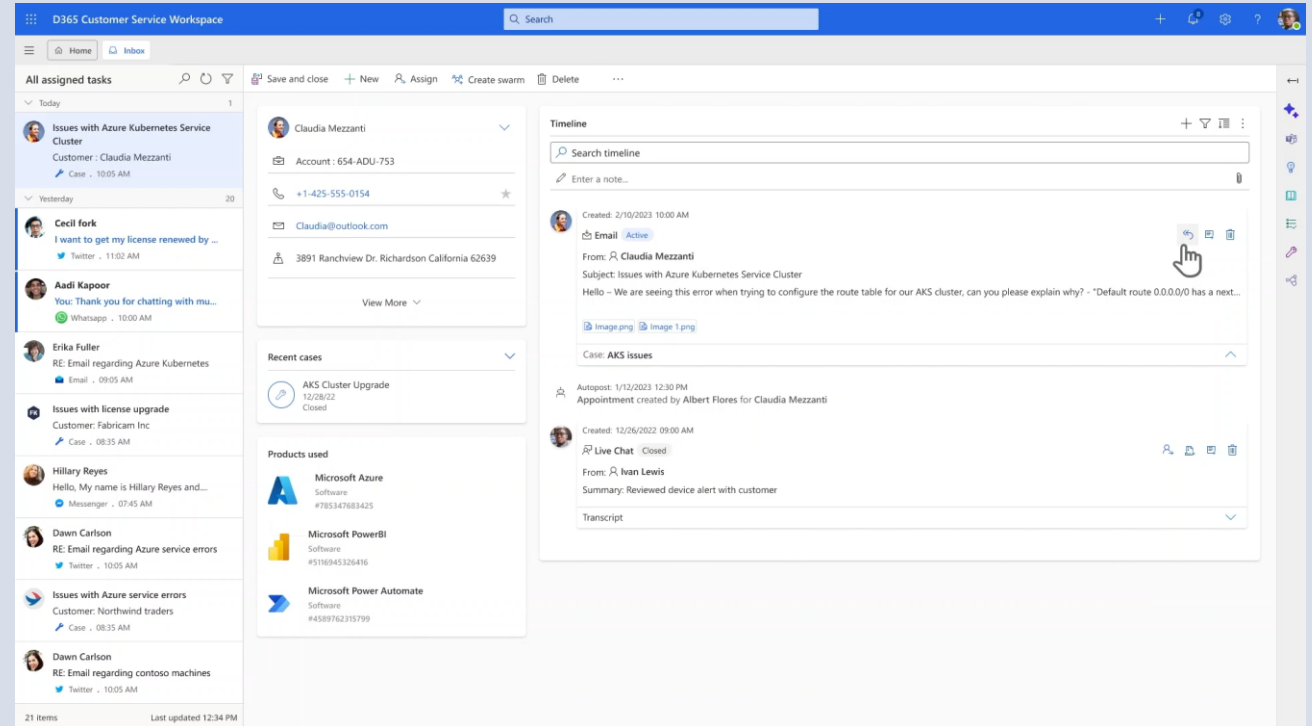 D365 Customer Service Workspace
Search
Home
Inbox
All assigned tasks
Today 1
Issues with Azure Kubernetes Service
Cluster
Customer : Claudia Mezzanti
Case . 10:05 AM
Yesterday 20
Cecil fork
I want to get my license renewed by ...
Twitter . 11:02 AM
Aadi Kapoor
You: Thank you for chatting with mu...
Whatsapp . 10:00 AM
Erika Fuller
RE: Email regarding Azure Kubernetes
Email . 09:05 AM
FK
Issues with license upgrade
Customer: Fabricam Inc
Case . 08:35 AM
Hillary Reyes
Hello, My name is Hillary Reyes and...
Messenger . 07:45 AM
Dawn Carlson
RE: Email regarding Azure service errors
Twitter . 10:05 AM
Issues with Azure service errors
Customer: Northwind traders
Case . 08:35 AM
Dawn Carlson
RE: Email regarding contoso machines
Twitter . 10:05 AM
21 items Last updated 12:34 PM
Save and close New Assign Create swarm Delete ...
Claudia Mezzanti
Account : 654-ADU-753
+1-425-555-0154
Claudia@outlook.com
3891 Ranchview Dr. Richardson California 62639
View More
Recent cases
AKS Cluster Upgrade
12/28/22
Closed
Products used
Microsoft Azure
Software
#785347683425
Microsoft PowerBI
Software
#5116945326416
Microsoft Power Automate
Software
#4589762315799
Timeline
Search timeline
Enter a note...
Created: 2/10/2023 10:00 AM
Email Active
From: Claudia Mezzanti
Subject: Issues with Azure Kubernetes Service Cluster
Hello – We are seeing this error when trying to configure the route table for our AKS cluster, can you please explain why? - "Default route 0.0.0.0/0 has a next...
Image.png Image 1.png
Case: AKS issues
Autopost: 1/12/2023 12:30 PM
Appointment created by Albert Flores for Claudia Mezzanti
Created: 12/26/2022 09:00 AM
Live Chat Closed
From: Ivan Lewis
Summary: Reviewed device alert with customer
Transcript